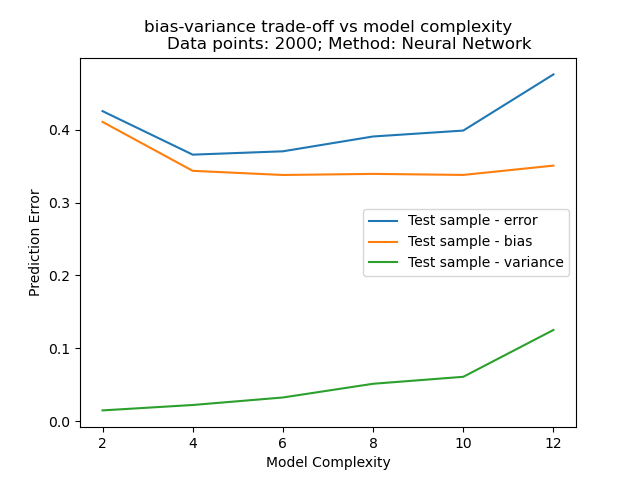 bias-variance trade-off vs model complexity
Data points: 2000; Method: Neural Network
Prediction Error
0.4
0.3
0.2
0.1
0.0
Test sample - error
Test sample - bias
Test sample - variance
2 4 6 8 10 12
Model Complexity